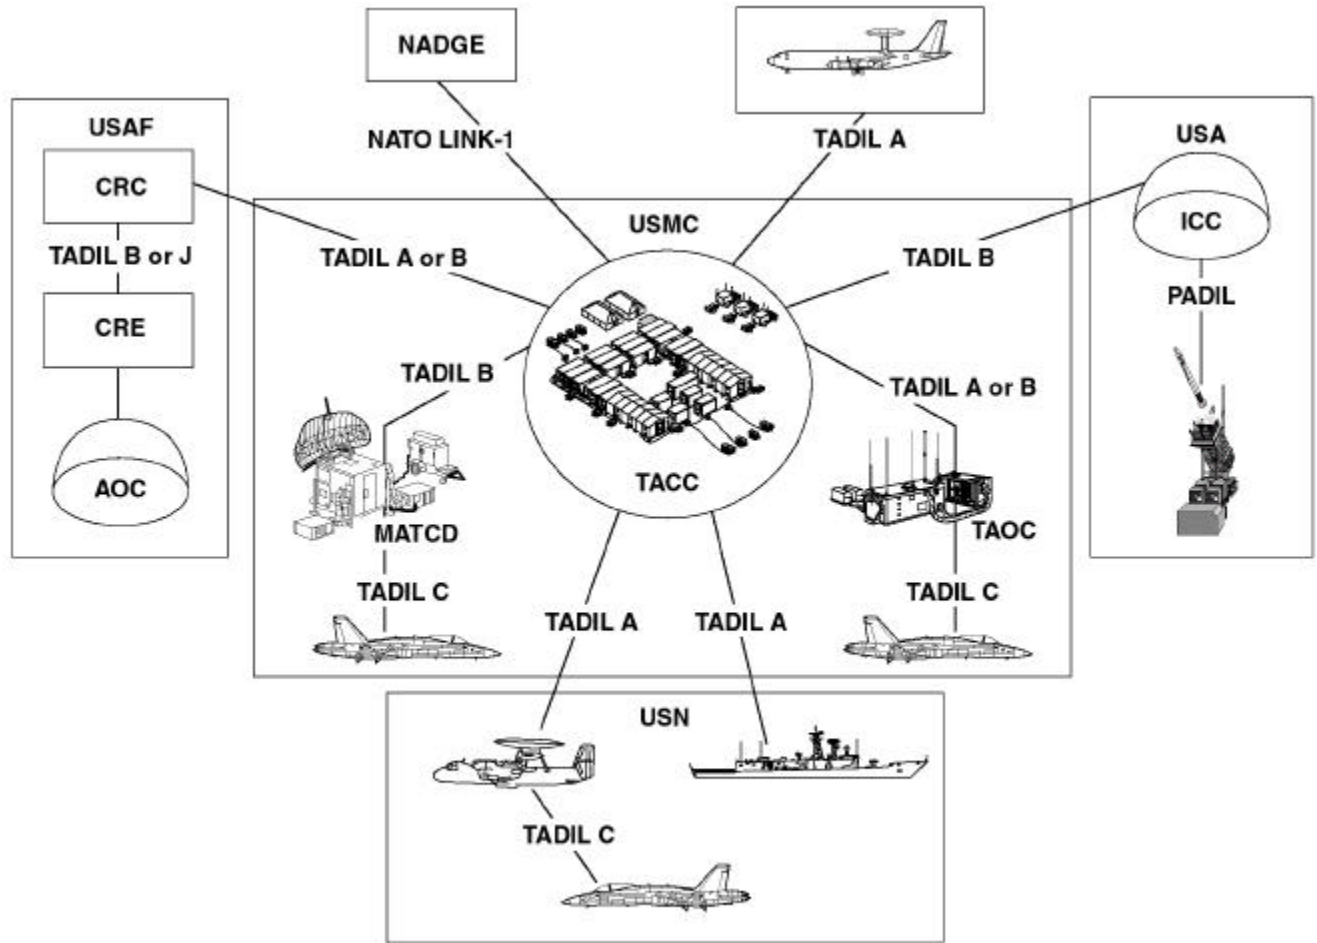 NADGE
NATO LINK-1
TADIL A
USAF
CRC
TADIL B or J
CRE
AOC
USA
ICC
PADIL
USMC
TADIL A or B
TADIL B
TADIL B
TADIL A or B
TACC
MATCD
TAOC
TADIL C
TADIL C
TADIL A
TADIL A
USN
TADIL C